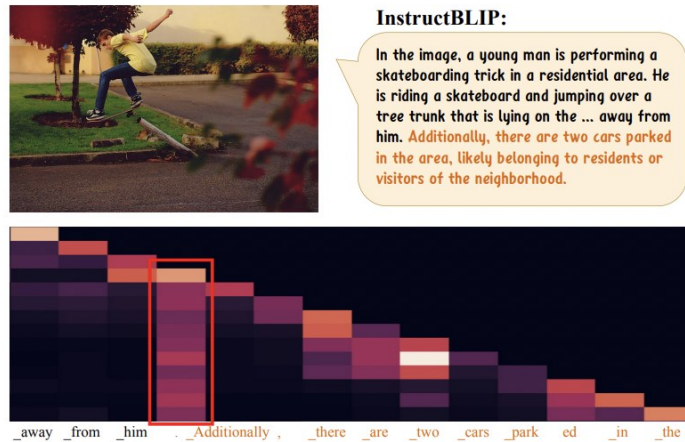 InstructBLIP:
In the image, a young man is performing a
skateboarding trick in a residential area. He
is riding a skateboard and jumping over a
tree trunk that is lying on the ... away from
him. Additionally, there are two cars parked
in the area, likely belonging to residents or
visitors of the neighborhood.
_away _from _him . _Additionally , _there _are _two _cars _park ed _in _the